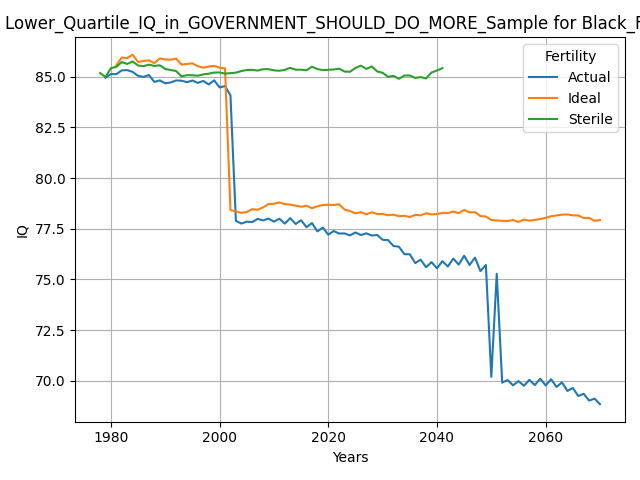 Lower_Quartile_IQ_in_GOVERNMENT_SHOULD_DO_MORE_Sample for Black_
Fertility
Actual
Ideal
Sterile
IQ
85.0
82.5
80.0
77.5
75.0
72.5
70.0
1980
2000
2020
2040
2060
Years